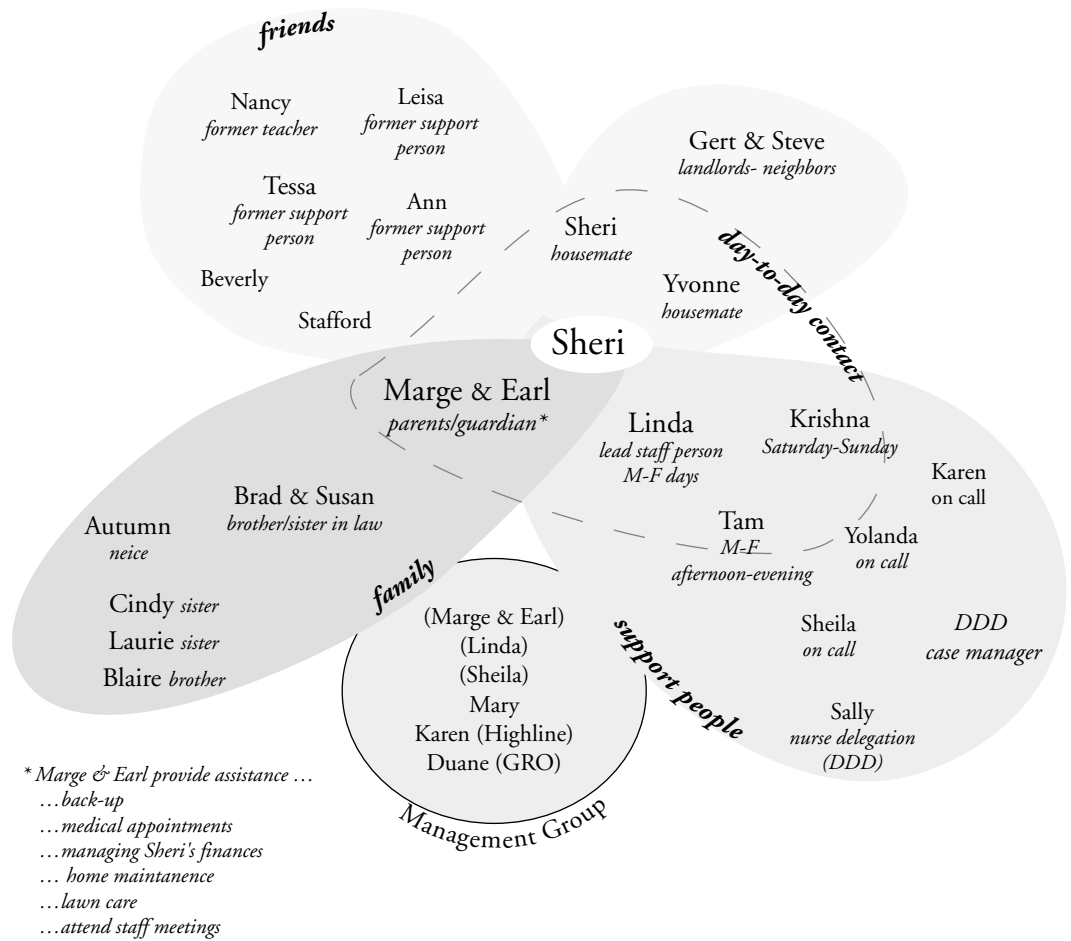 friends
Nancy
former teacher
Leisa
former support
person
Tessa
former support
person
Ann
former support
person
Beverly
Stafford
Gert & Steve
landlords- neighbors
Sheri
housemate
Yvonne
housemate
day-to-day contact
Sheri
Marge & Earl
parents/guardian*
Brad & Susan
brother/sister in law
Autumn
neice
Cindy sister
Laurie sister
Blaire brother
family
Linda
lead staff person
M-F days
Krishna
Saturday-Sunday
Karen
on call
Tam
M-F
afternoon-evening
Yolanda
on call
Sheila
on call
DDD
case manager
Sally
nurse delegation
(DDD)
support people
(Marge & Earl)
(Linda)
(Sheila)
Mary
Karen (Highline)
Duane (GRO)
Management Group
* Marge & Earl provide assistance …
…back-up
…medical appointments
…managing Sheri's finances
… home maintanence
…lawn care
…attend staff meetings